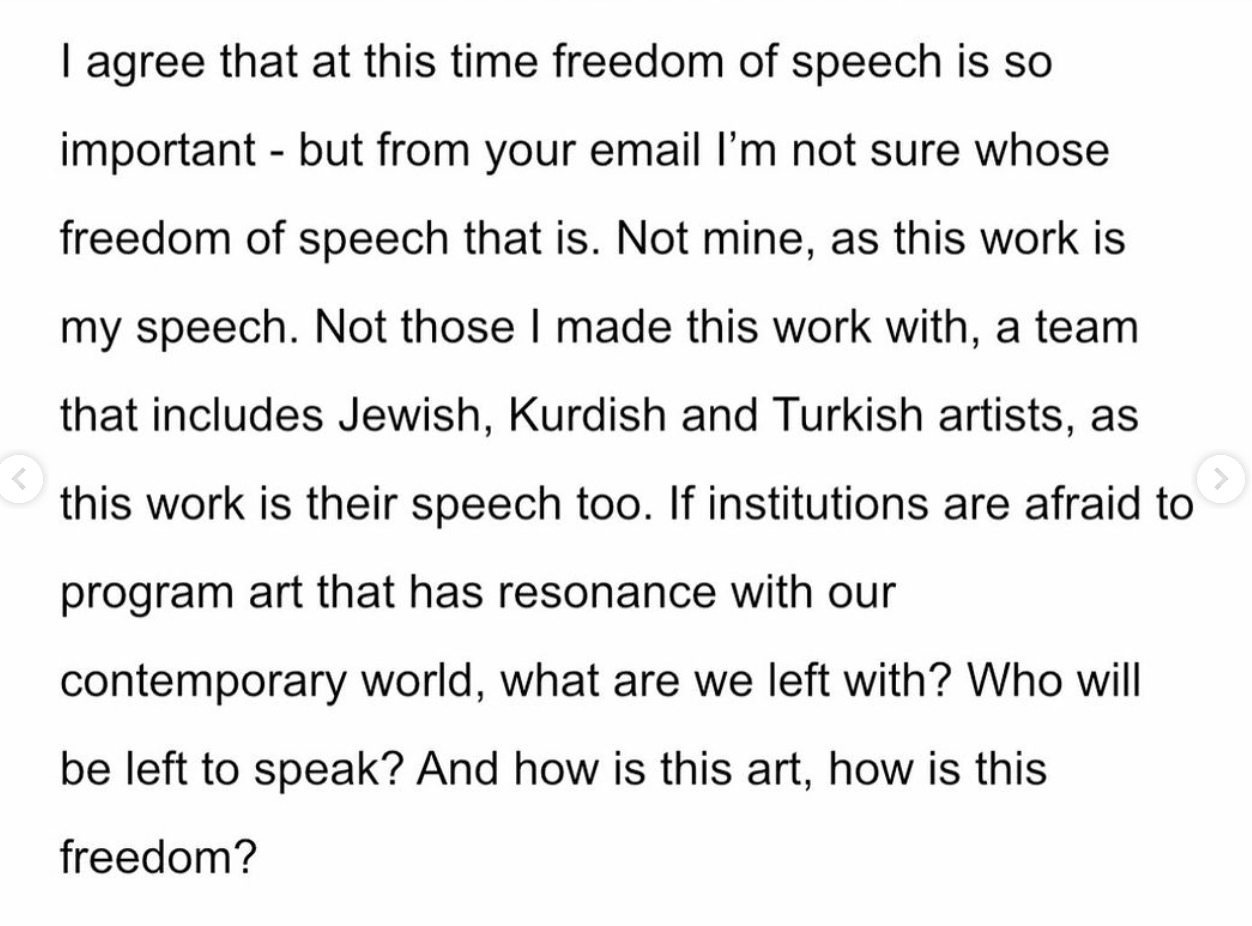 I agree that at this time freedom of speech is so
important - but from your email I’m not sure whose
freedom of speech that is. Not mine, as this work is
my speech. Not those I made this work with, a team
that includes Jewish, Kurdish and Turkish artists, as
this work is their speech too. If institutions are afraid to
program art that has resonance with our
contemporary world, what are we left with? Who will
be left to speak? And how is this art, how is this
freedom?